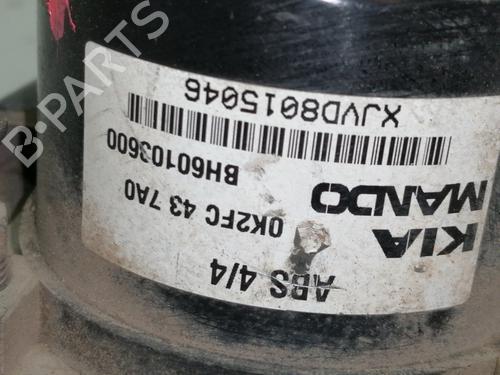 KIA
MANDO
ABS 4/4
0K2FC 43 7A0
BH60103600
XJVD8015046
B-PARTS